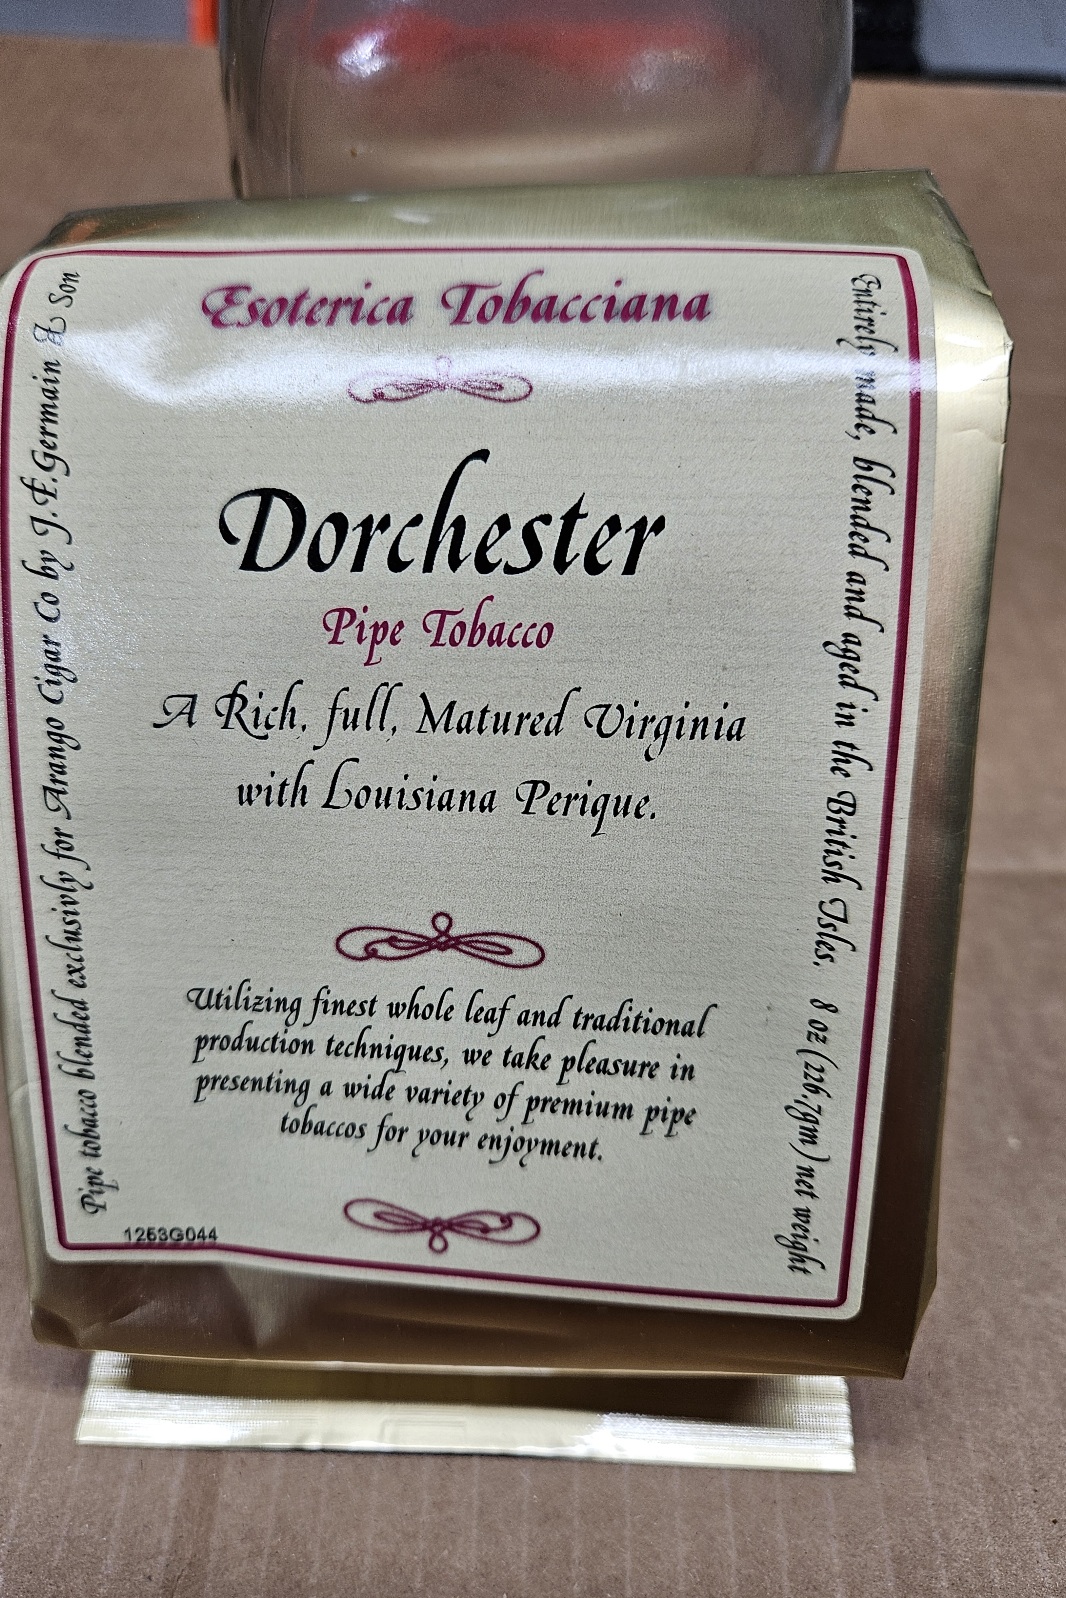 Esoterica Tobacciana
Dorchester
Pipe Tobacco
A Rich, full, Matured Virginia
with Louisiana Perique.
Utilizing finest whole leaf and traditional
production techniques, we take pleasure in
presenting a wide variety of premium pipe
tobaccos for your enjoyment.
Pipe tobacco blended exclusivly for Arango Cigar Co by J.F.Germain & Son
Entirely made, blended and aged in the British Isles. 8 oz (226.7gm) net weight
1253G044